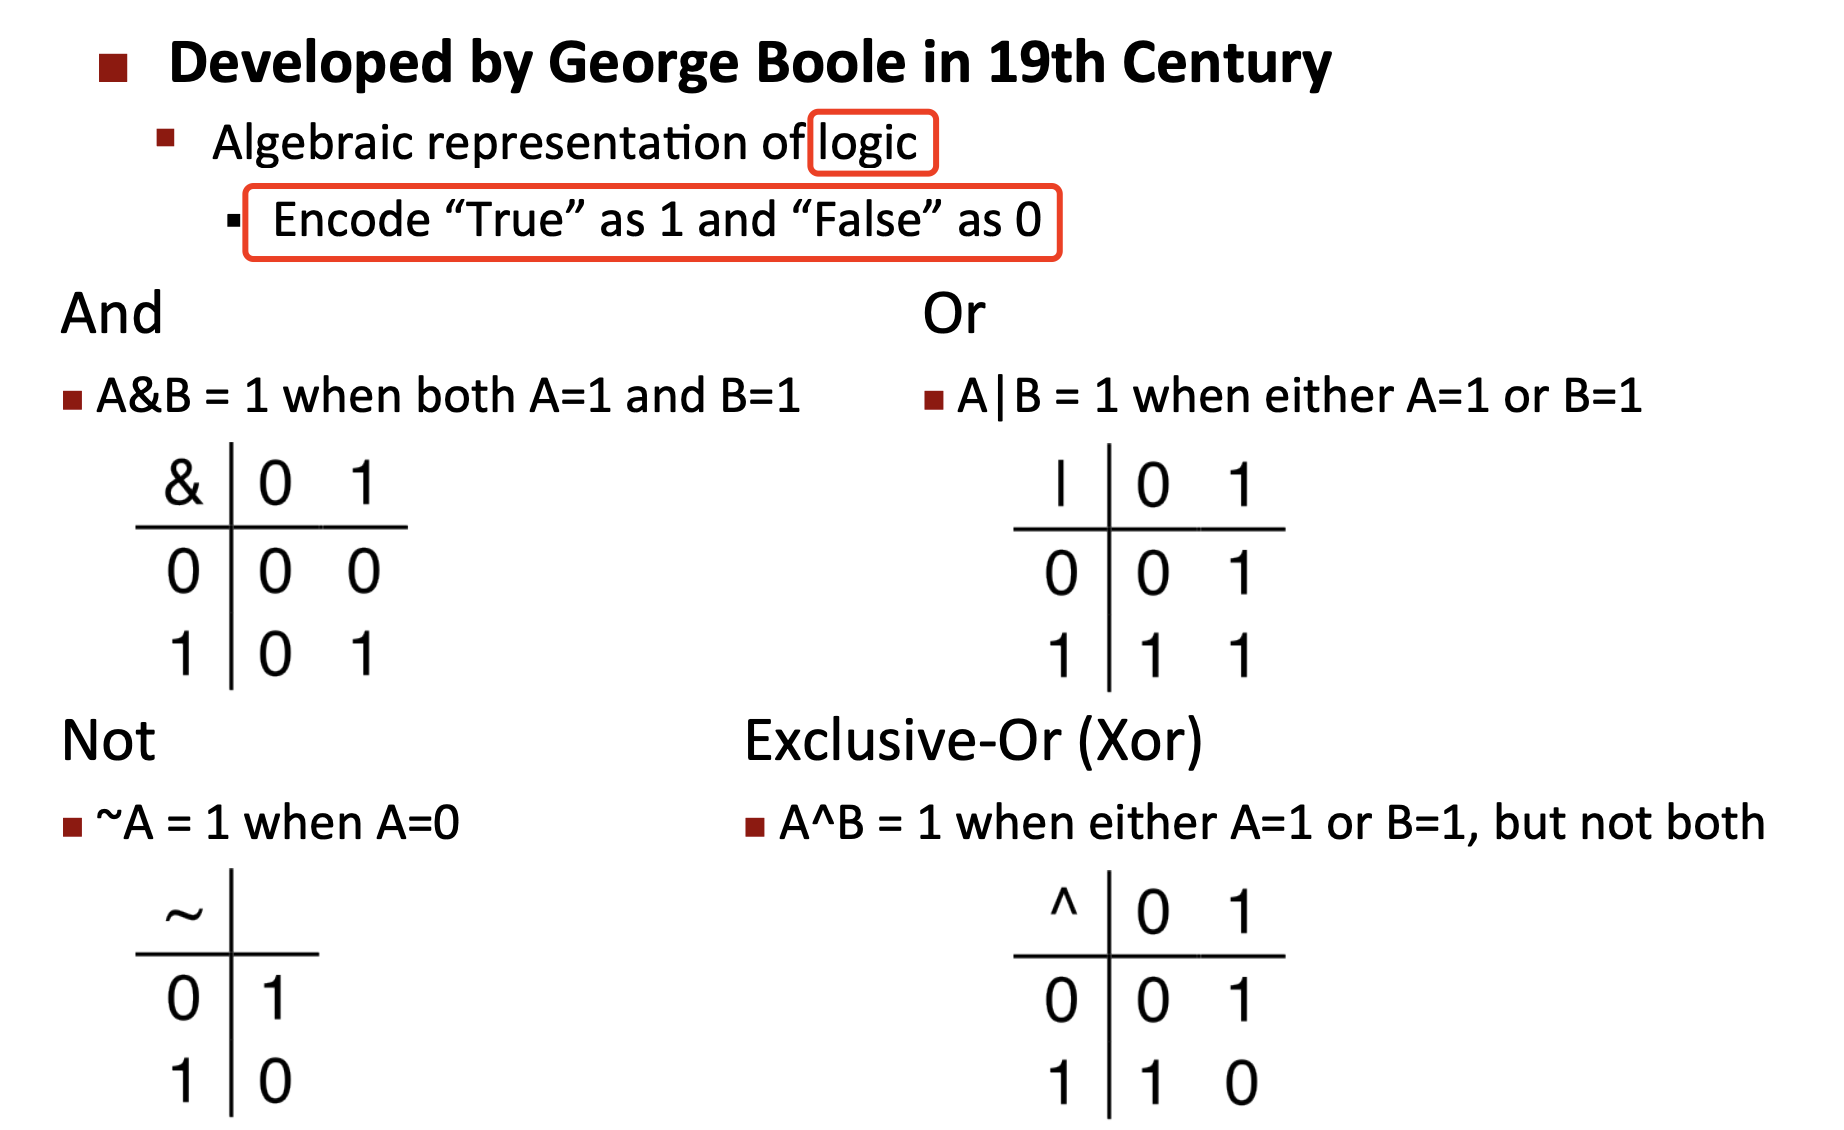 Developed by George Boole in 19th Century
Algebraic representation of logic
Encode “True” as 1 and “False” as 0
And
A&B = 1 when both A=1 and B=1
& 0 1
0 0 0
1 0 1
Or
A|B = 1 when either A=1 or B=1
| 0 1
0 0 1
1 1 1
Not
~A = 1 when A=0
~
0 1
1 0
Exclusive-Or (Xor)
A^B = 1 when either A=1 or B=1, but not both
^ 0 1
0 0 1
1 1 0